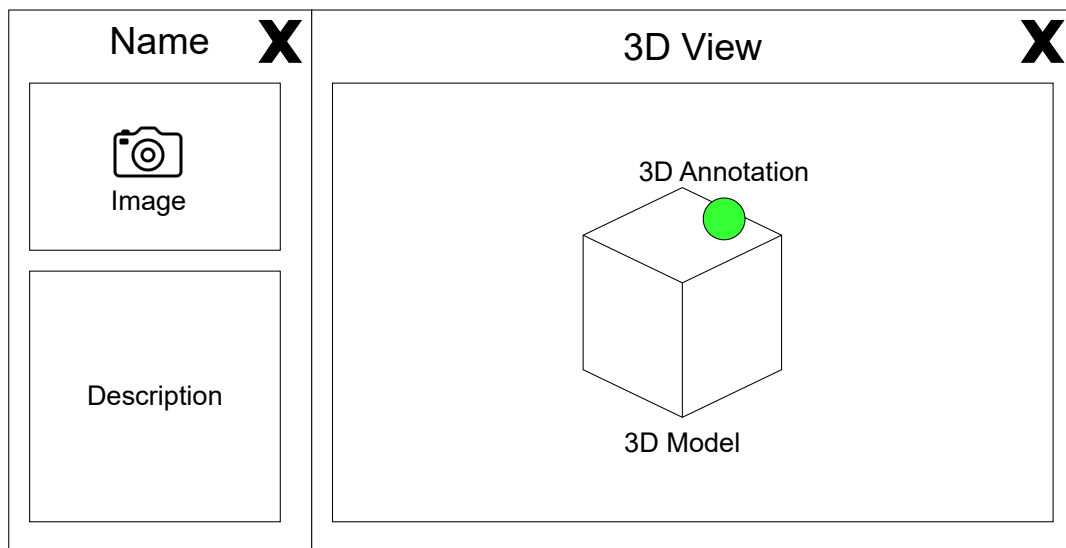 Name X
Image
Description
3D View X
3D Annotation
3D Model